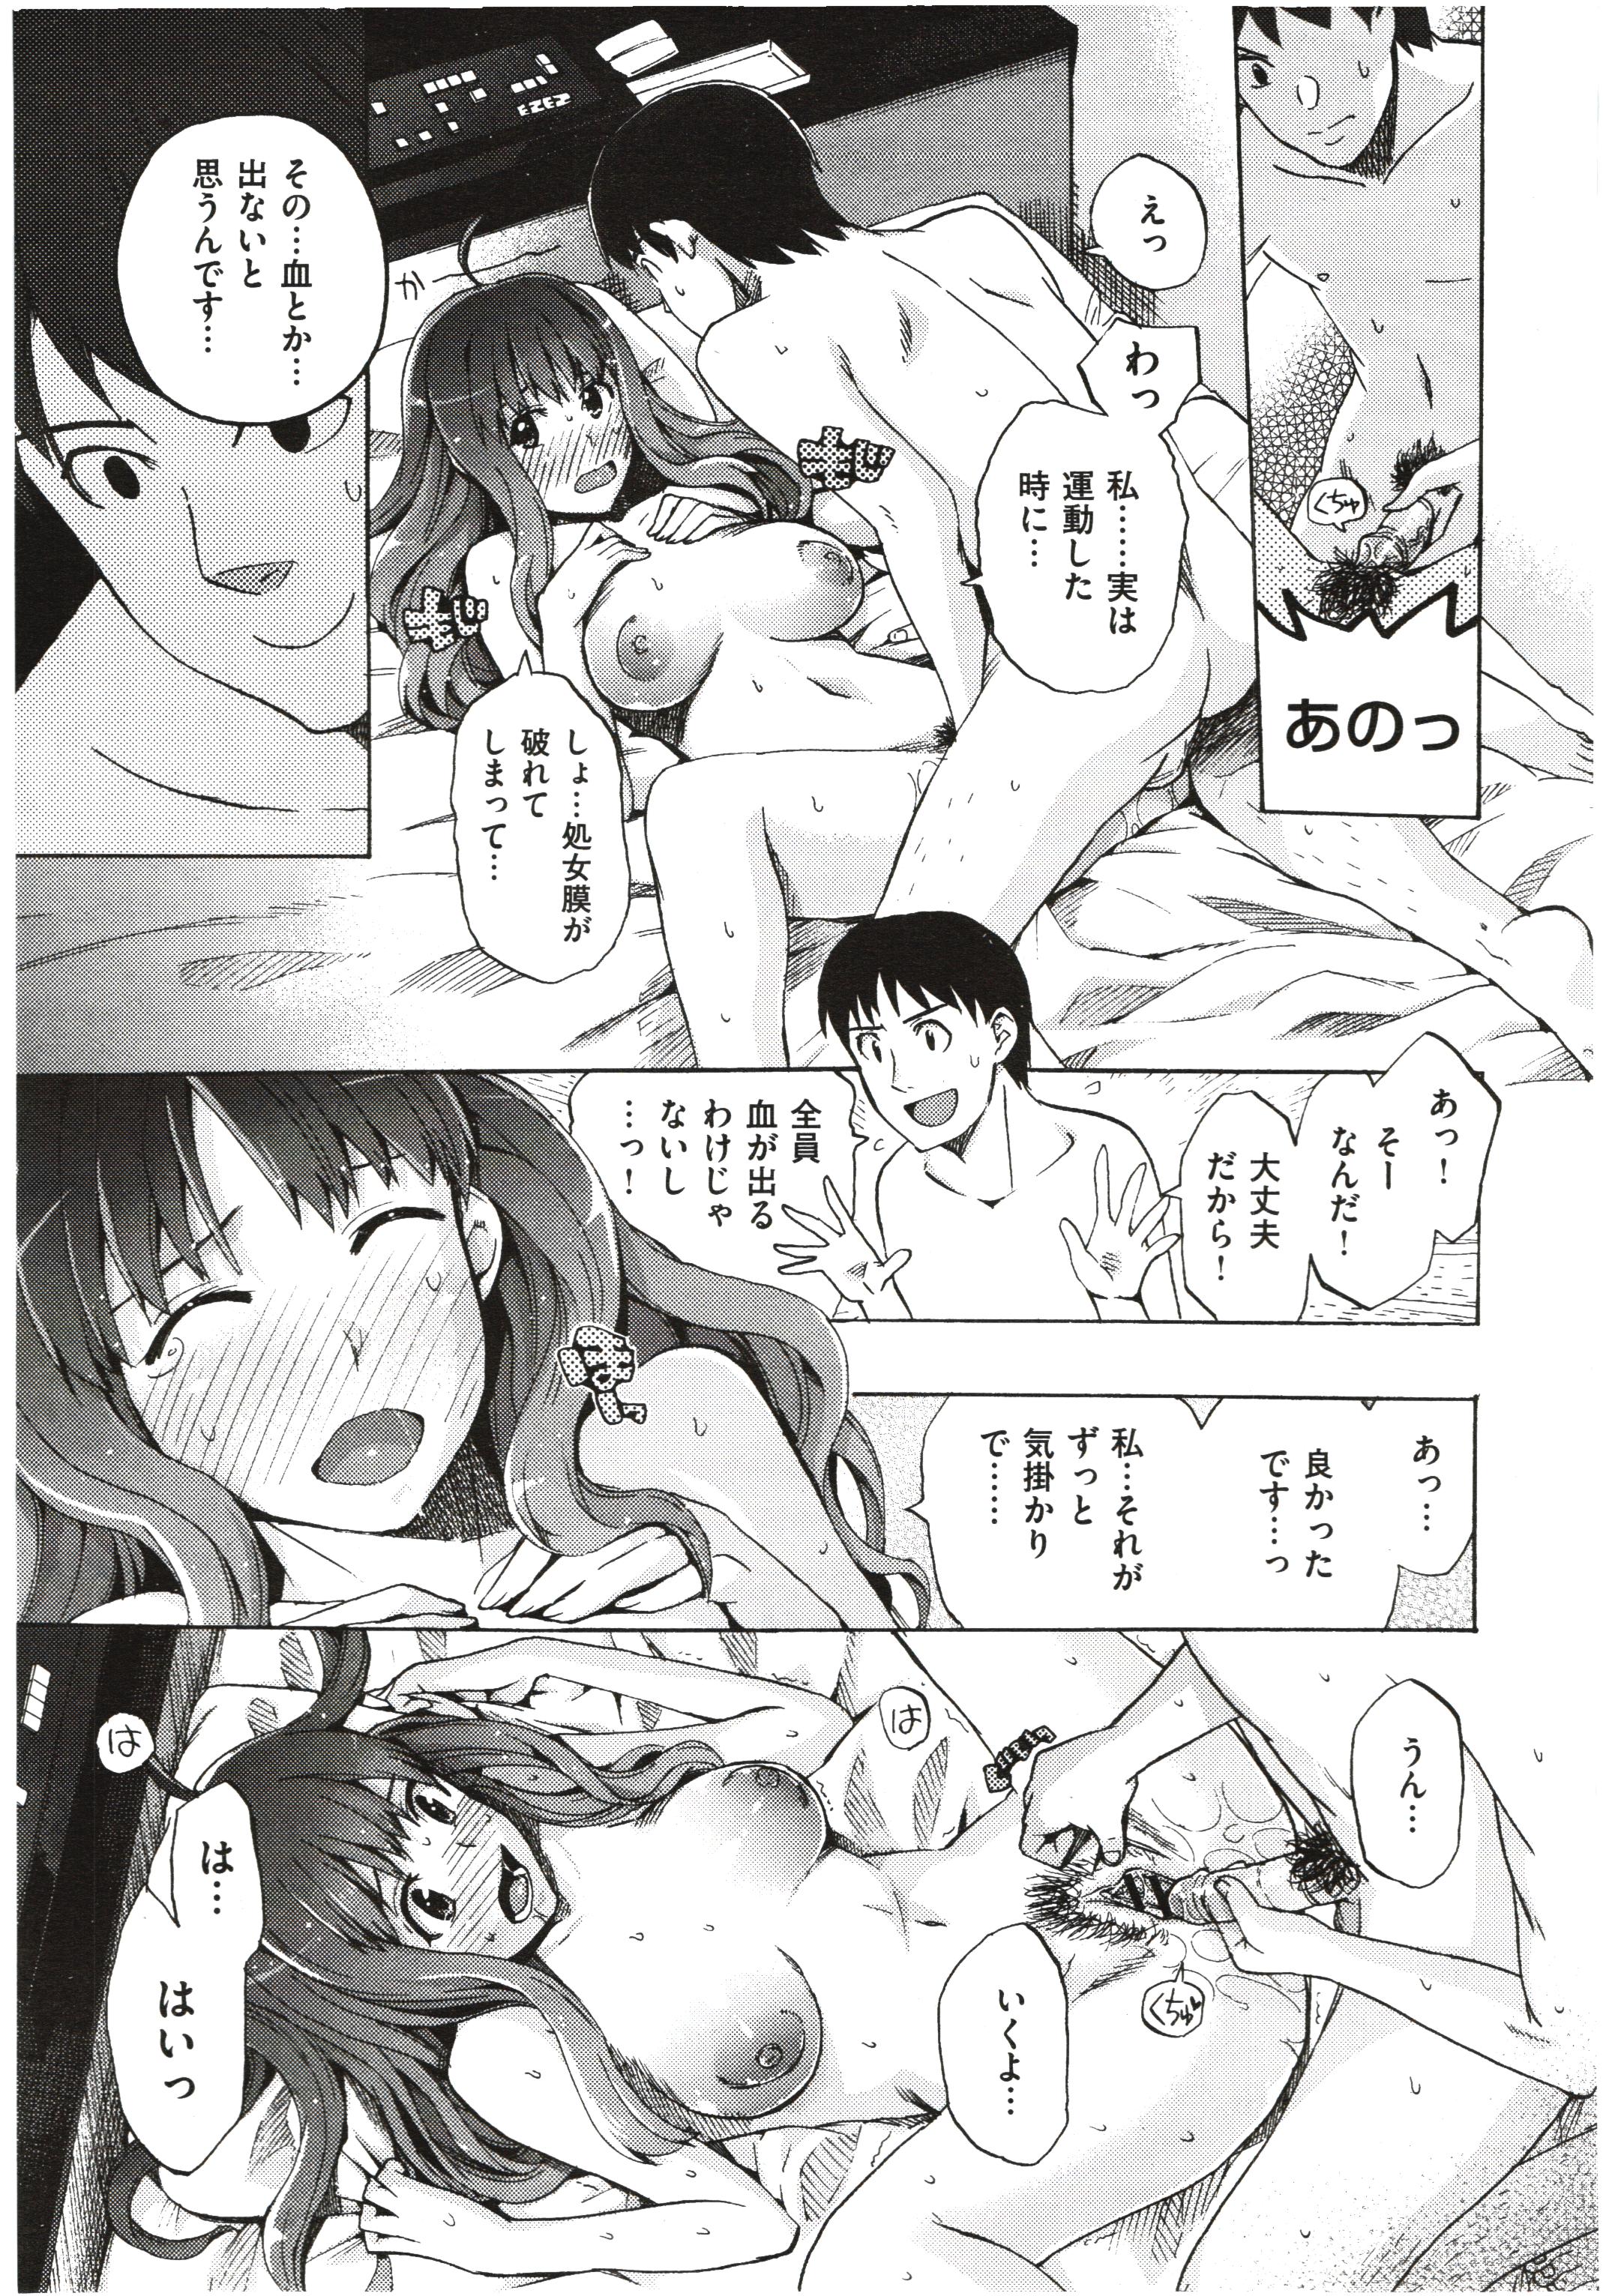 くちゅ
あのっ
えっ
わっ
私……実は
運動した
時に…
ギ
ギ
しょ…処女膜が
破れて
しまって…
かー
EZEZ
その…血とか…
出ないと
思うんです…
あっ！
そー
なんだ！
大丈夫
だから！
全員
血が出る
わけじゃ
ないし
…っ！
あっ…
良かった
です…っ
私…それが
ずっと
気掛かり
で……
うん…
くちゅ
いくよ…
は
は
は…
はいっ